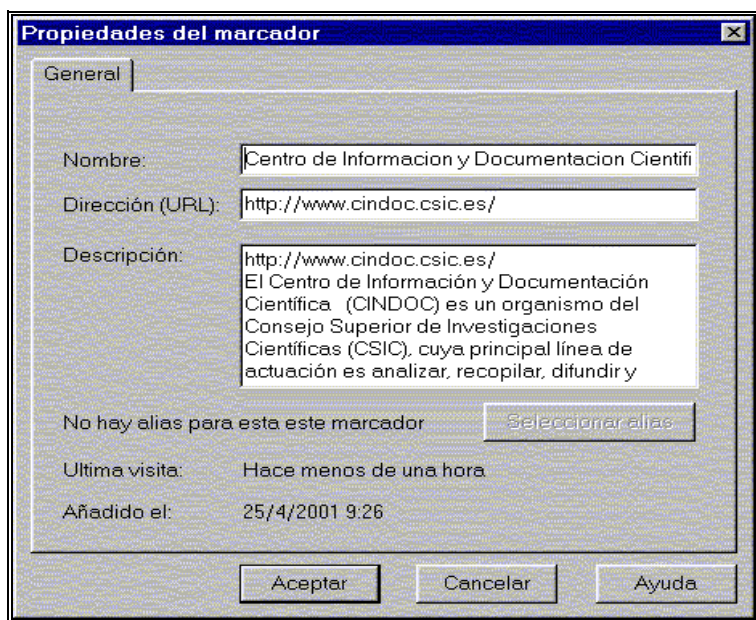 Propiedades del marcador
General
Nombre: Centro de Informacion y Documentacion Cientifi
Dirección (URL): http://www.cindoc.csic.es/
Descripción: http://www.cindoc.csic.es/
El Centro de Información y Documentación
Científica (CINDOC) es un organismo del
Consejo Superior de Investigaciones
Científicas (CSIC), cuya principal línea de
actuación es analizar, recopilar, difundir y
No hay alias para esta este marcador Seleccionar alias
Ultima visita: Hace menos de una hora
Añadido el: 25/4/2001 9:26
Aceptar Cancelar Ayuda